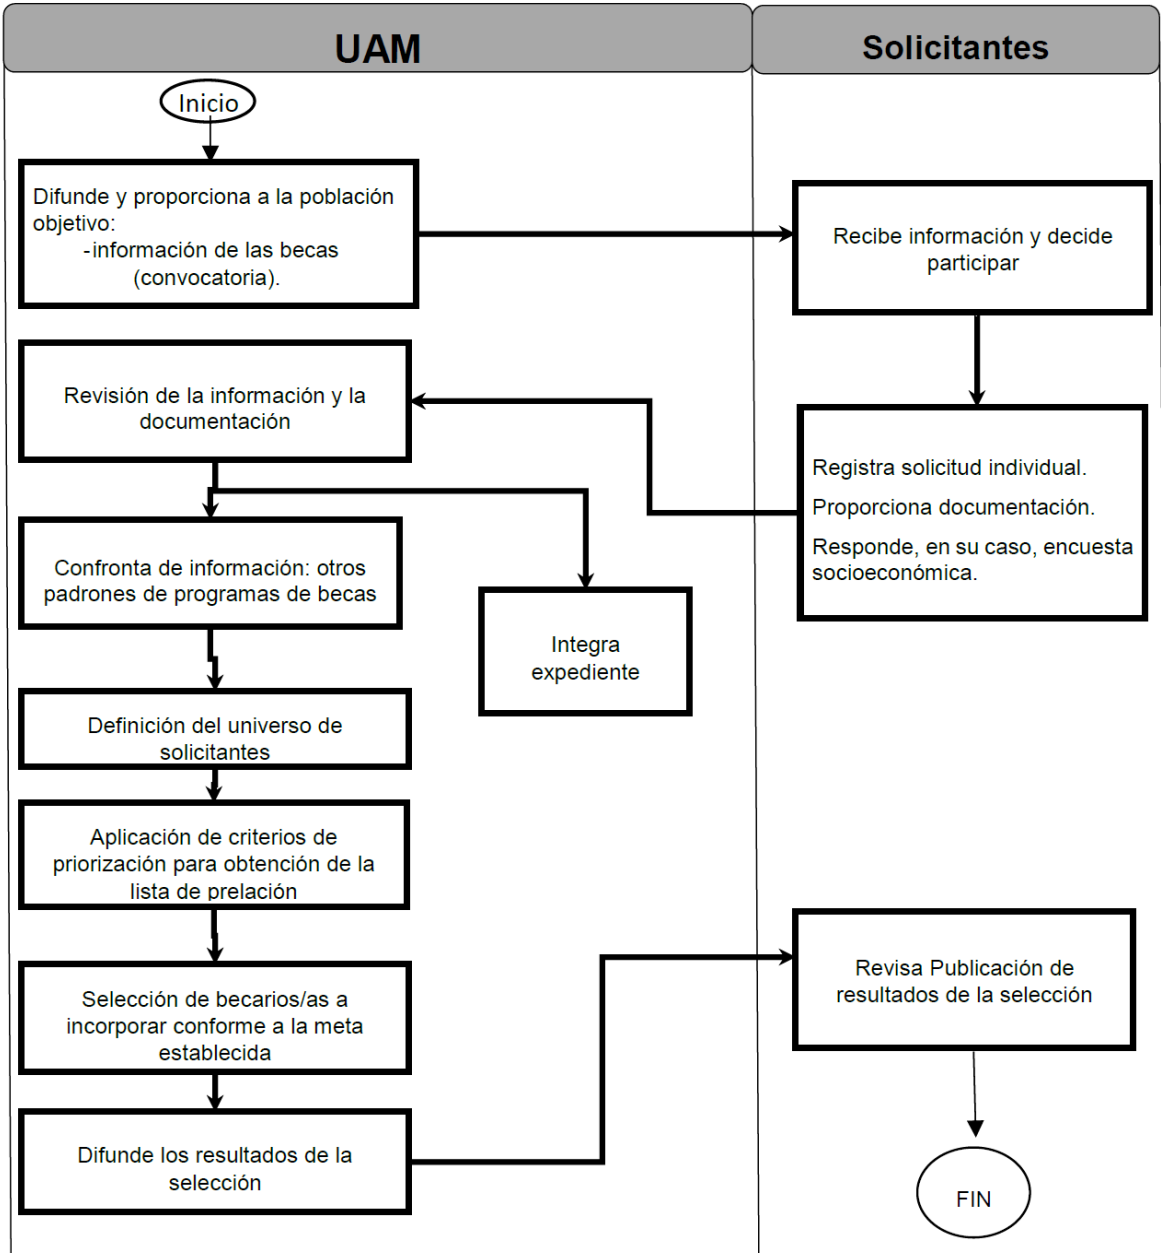 UAM
Solicitantes
Inicio
Difunde y proporciona a la población
objetivo:
-información de las becas
(convocatoria).
Recibe información y decide
participar
Revisión de la información y la
documentación
Registra solicitud individual.
Proporciona documentación.
Responde, en su caso, encuesta
socioeconómica.
Confronta de información: otros
padrones de programas de becas
Integra
expediente
Definición del universo de
solicitantes
Aplicación de criterios de
priorización para obtención de la
lista de prelación
Selección de becarios/as a
incorporar conforme a la meta
establecida
Revisa Publicación de
resultados de la selección
Difunde los resultados de la
selección
FIN